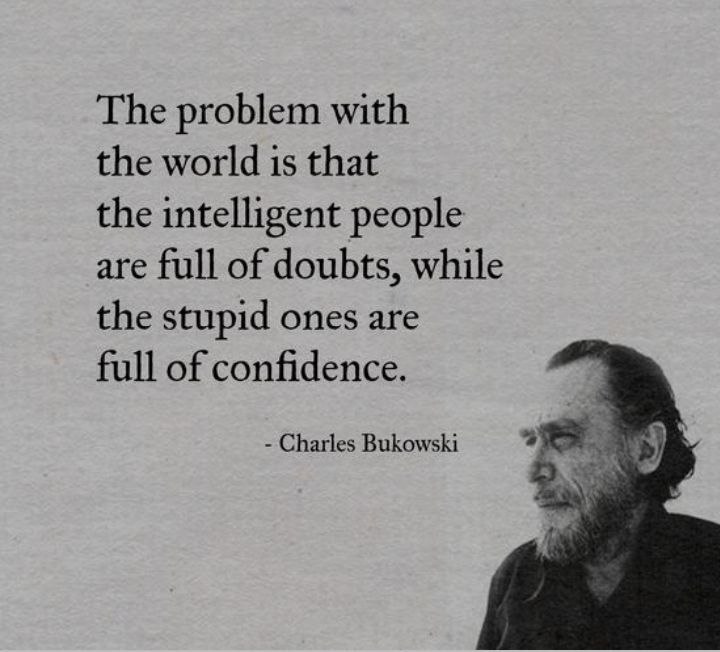 The problem with
the world is that
the intelligent people
are full of doubts, while
the stupid ones are
full of confidence.
- Charles Bukowski